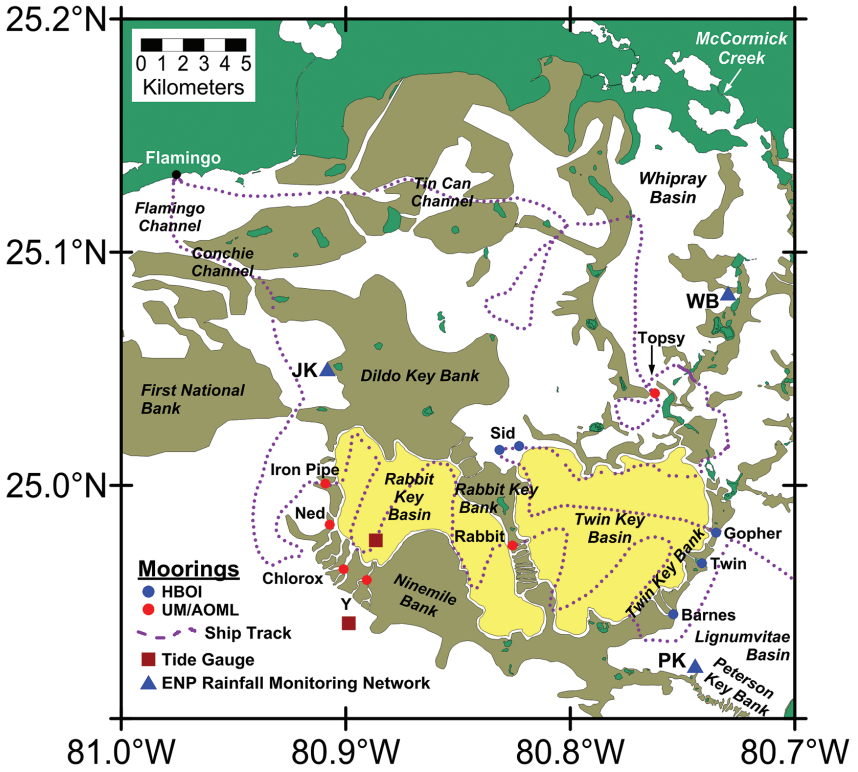 25.2°N
McCormick
Creek
0 1 2 3 4 5
Kilometers
Flamingo
Tin Can
Channel
Whipray
Basin
Flamingo
Channel
25.1°N
Conchie
Channel
WB
Topsy
JK
Dildo Key Bank
First National
Bank
Sid
Iron Pipe
25.0°N
Rabbit
Key
Basin
Rabbit Key
Bank
Ned
Twin Key
Basin
Rabbit
Gopher
Twin Key Bank
Twin
Moorings
Chlorox
HBOI
Ninemile
Bank
UM/AOML
Y
Barnes
Ship Track
Lignumvitae
Basin
Tide Gauge
PK
Peterson
Key Bank
ENP Rainfall Monitoring Network
81.0°W
80.9°W
80.8°W
80.7°W